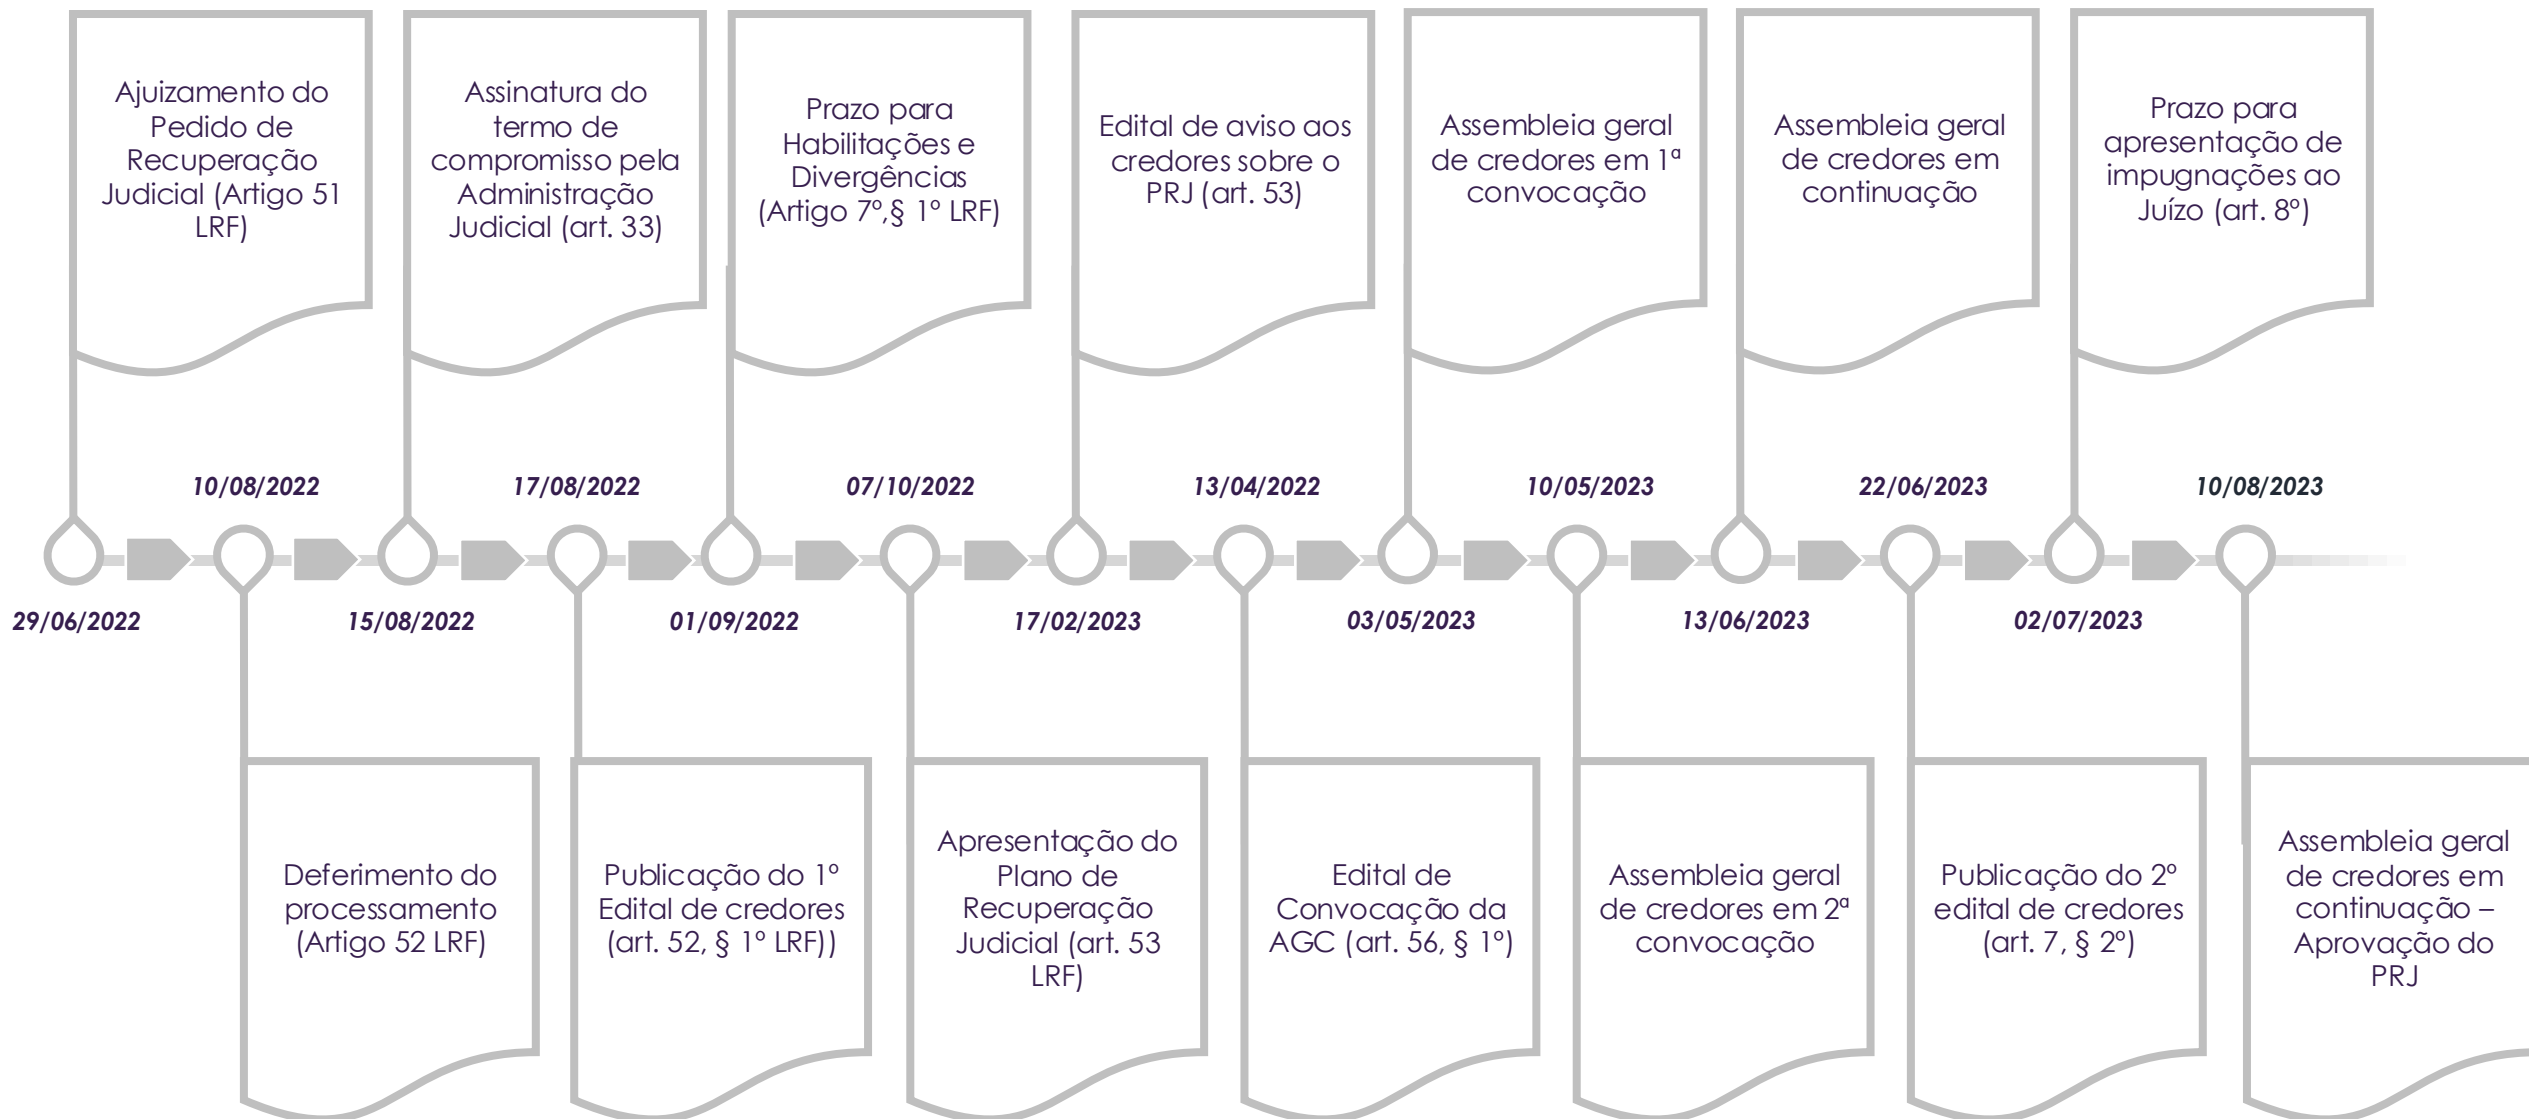 Ajuizamento do
Pedido de
Recuperação
Judicial (Artigo 51
LRF)
Assinatura do
termo de
compromisso pela
Administração
Judicial (art. 33)
Prazo para
Habilitações e
Divergências
(Artigo 7º,§ 1º LRF)
Edital de aviso aos
credores sobre o
PRJ (art. 53)
Assembleia geral
de credores em 1ª
convocação
Assembleia geral
de credores em
continuação
Prazo para
apresentação de
impugnações ao
Juízo (art. 8º)
10/08/2022
17/08/2022
07/10/2022
13/04/2022
10/05/2023
22/06/2023
10/08/2023
29/06/2022
15/08/2022
01/09/2022
17/02/2023
03/05/2023
13/06/2023
02/07/2023
Deferimento do
processamento
(Artigo 52 LRF)
Publicação do 1º
Edital de credores
(art. 52, § 1º LRF))
Apresentação do
Plano de
Recuperação
Judicial (art. 53
LRF)
Edital de
Convocação da
AGC (art. 56, § 1º)
Assembleia geral
de credores em 2ª
convocação
Publicação do 2º
edital de credores
(art. 7, § 2º)
Assembleia geral
de credores em
continuação –
Aprovação do
PRJ